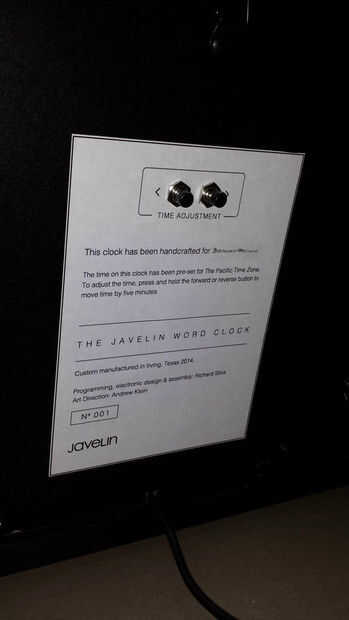 <
TIME ADJUSTMENT
This clock has been handcrafted for
The time on this clock has been pre-set for The Pacific Time Zone.
To adjust the time, press and hold the forward or reverse button to
move time by five minutes
THE JAVELIN WORD CLOCK
Custom manufactured in Irving, Texas 2014.
Programming, electronic design & assembly: Richard Silva
Art Direction: Andrew Klein
Nº 001
JAVELIN